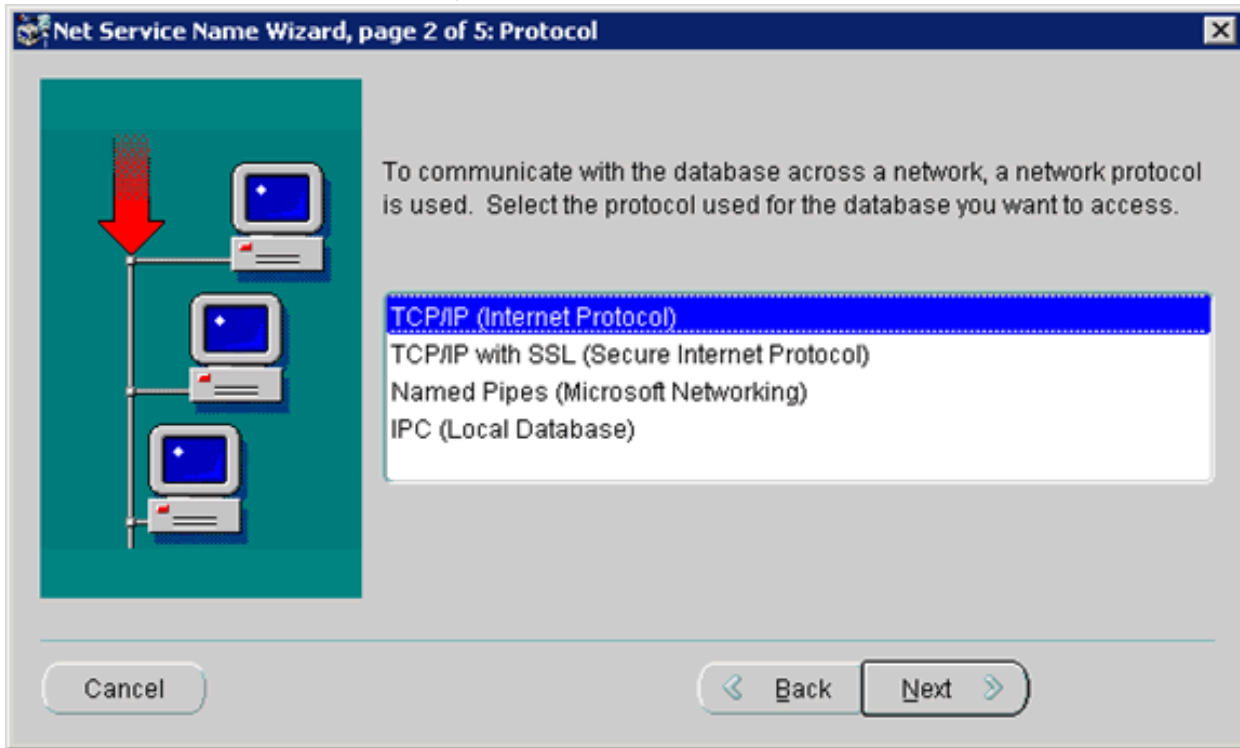 Net Service Name Wizard, page 2 of 5: Protocol
To communicate with the database across a network, a network protocol
is used. Select the protocol used for the database you want to access.
TCP/IP (Internet Protocol)
TCP/IP with SSL (Secure Internet Protocol)
Named Pipes (Microsoft Networking)
IPC (Local Database)
Cancel
Back
Next